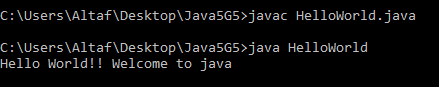 C:\Users\Altaf\Desktop\Java5G5>javac HelloWorld.java
C:\Users\Altaf\Desktop\Java5G5>java HelloWorld
Hello World!! Welcome to java